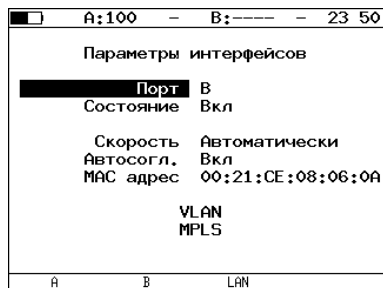 A:100 – B:---- – 23 50
Параметры интерфейсов
Порт B
Состояние Вкл
Скорость Автоматически
Автосогл. Вкл
MAC адрес 00:21:CE:08:06:0A
VLAN
MPLS
A B LAN